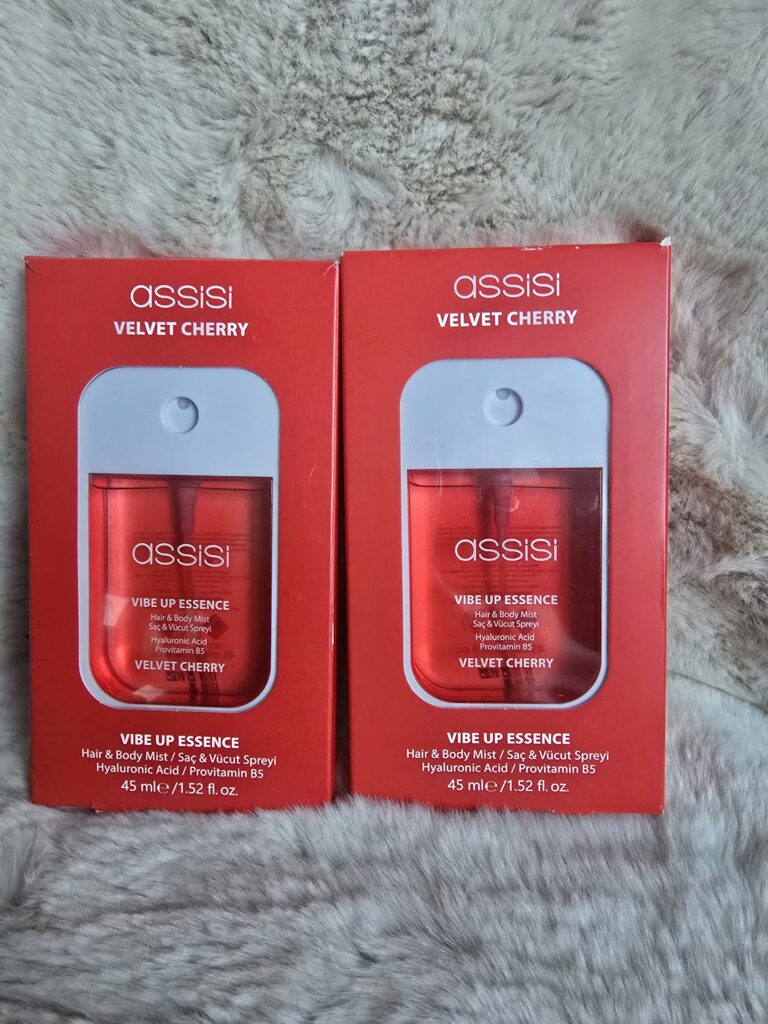 assisi
VELVET CHERRY
assisi
VIBE UP ESSENCE
Hair & Body Mist
Saç & Vücut Spreyi
Hyaluronic Acid
Provitamin B5
VELVET CHERRY
VIBE UP ESSENCE
Hair & Body Mist / Saç & Vücut Spreyi
Hyaluronic Acid / Provitamin B5
45 ml℮ /1.52 fl. oz.
assisi
VELVET CHERRY
assisi
VIBE UP ESSENCE
Hair & Body Mist
Saç & Vücut Spreyi
Hyaluronic Acid
Provitamin B5
VELVET CHERRY
VIBE UP ESSENCE
Hair & Body Mist / Saç & Vücut Spreyi
Hyaluronic Acid / Provitamin B5
45 ml℮ /1.52 fl. oz.